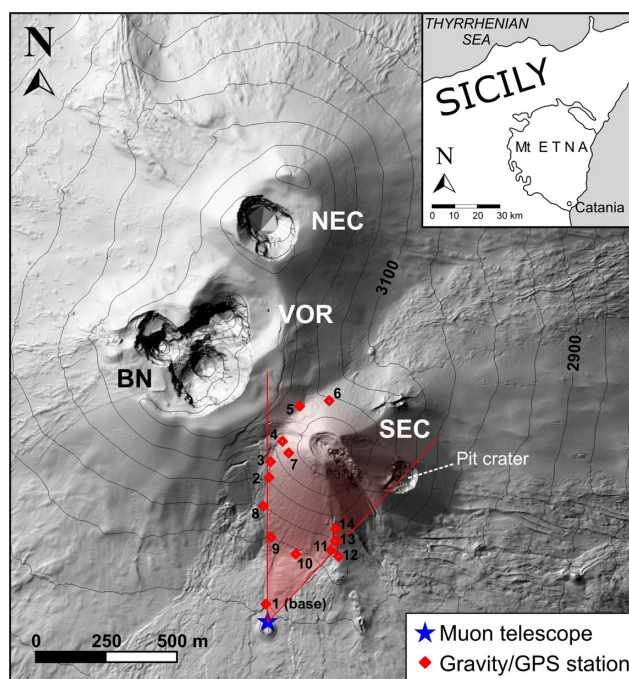 N
THYRRHENIAN
SEA
SICILY
Mt ETNA
N
Catania
0 10 20 30 km
NEC
3100
VOR
2900
BN
6
5
SEC
4
Pit crater
3
7
2
8
14
9
13
11
12
10
1 (base)
0 250 500 m
Muon telescope
Gravity/GPS station